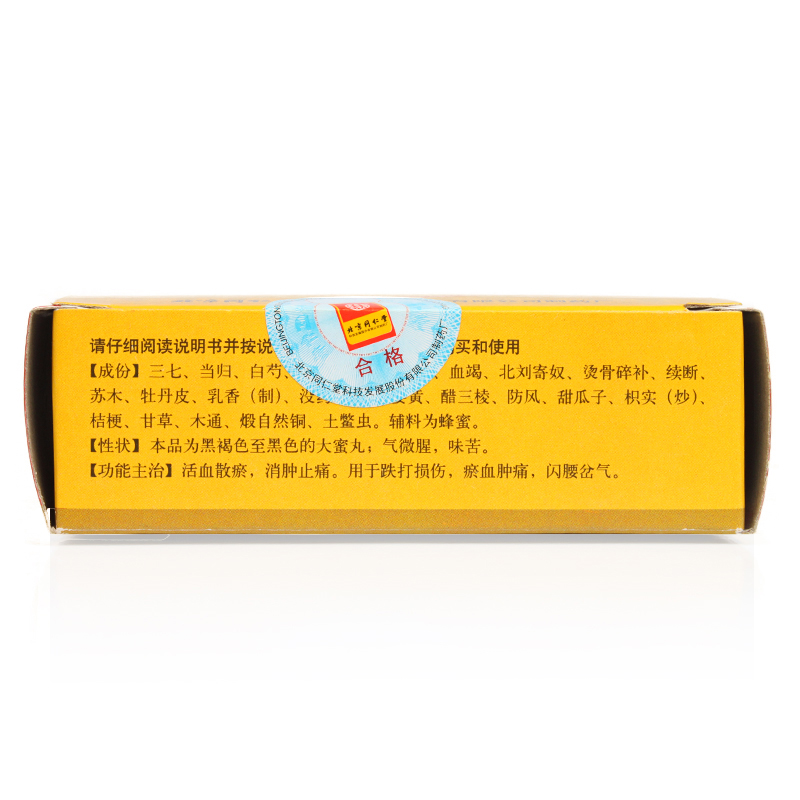 北京同仁堂
合格
BEIJINGTON
北京同仁堂科技发展股份有限公司制药厂
请仔细阅读说明书并按说 买和使用
【成份】三七、当归、白芍、 血竭、北刘寄奴、烫骨碎补、续断、
苏木、牡丹皮、乳香（制）、没 黄、醋三棱、防风、甜瓜子、枳实（炒）、
桔梗、甘草、木通、煅自然铜、土鳖虫。辅料为蜂蜜。
【性状】本品为黑褐色至黑色的大蜜丸；气微腥，味苦。
【功能主治】活血散瘀，消肿止痛。用于跌打损伤，瘀血肿痛，闪腰岔气。